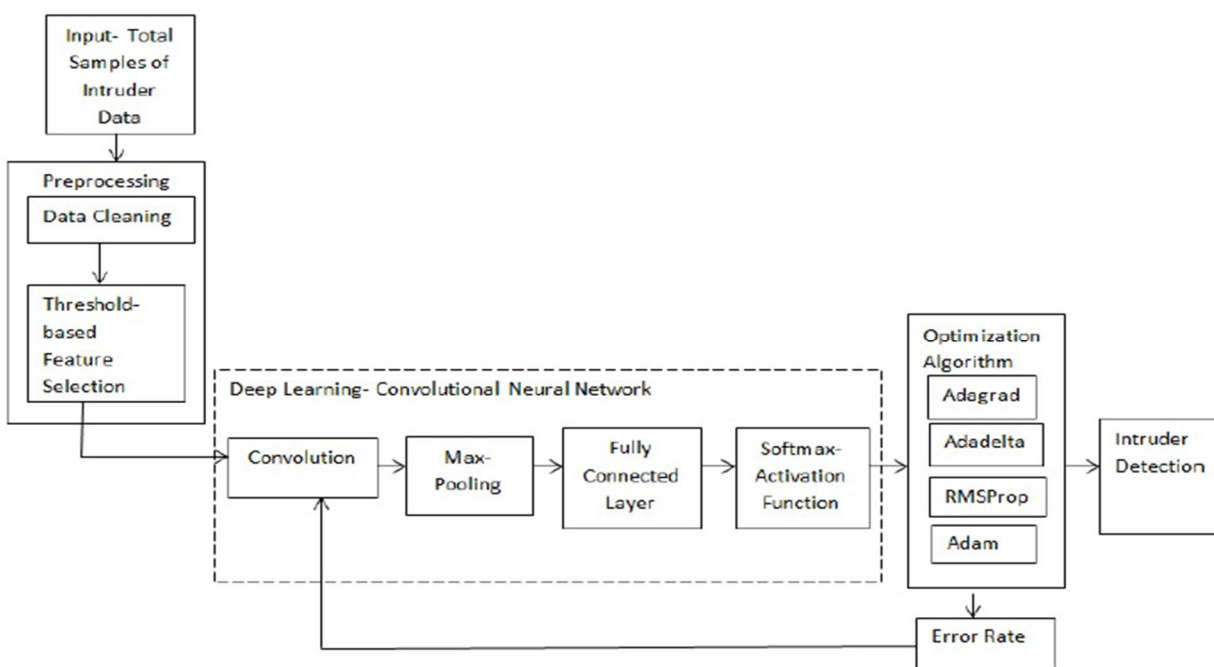 Input- Total
Samples of
Intruder
Data
Preprocessing
Data Cleaning
Threshold-
based
Feature
Selection
Deep Learning- Convolutional Neural Network
Convolution
Max-
Pooling
Fully
Connected
Layer
Softmax-
Activation
Function
Optimization
Algorithm
Adagrad
Adadelta
RMSProp
Adam
Intruder
Detection
Error Rate